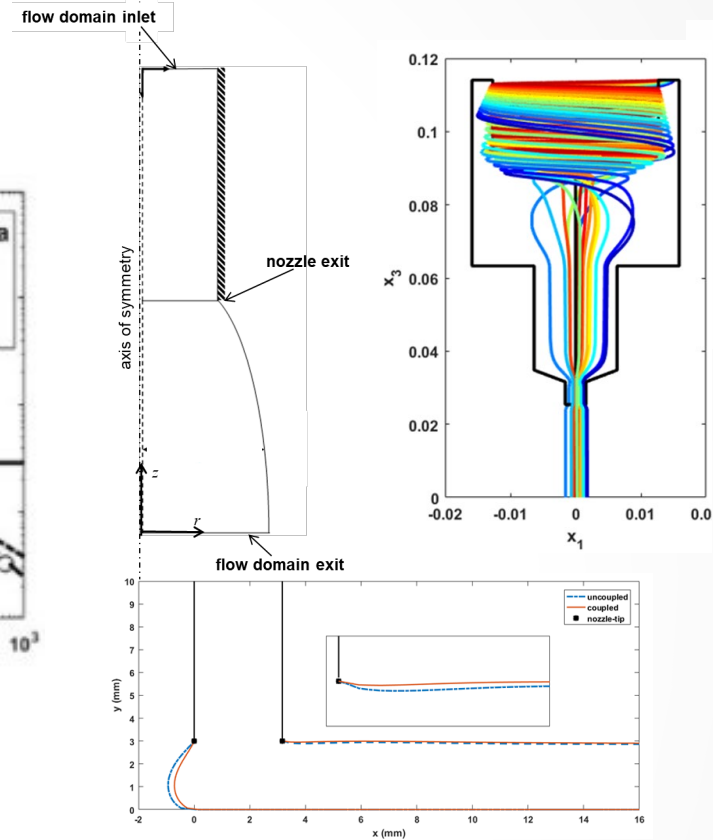 flow domain inlet
axis of symmetry
nozzle exit
z
r
flow domain exit
a
10³
0.12
0.1
0.08
0.06
0.04
0.02
0
x₃
-0.02 -0.01 0 0.01 0.0
x₁
10
9
8
7
6
5
4
3
2
1
0
y (mm)
uncoupled
coupled
nozzle-tip
-2 0 2 4 6 8 10 12 14 16
x (mm)